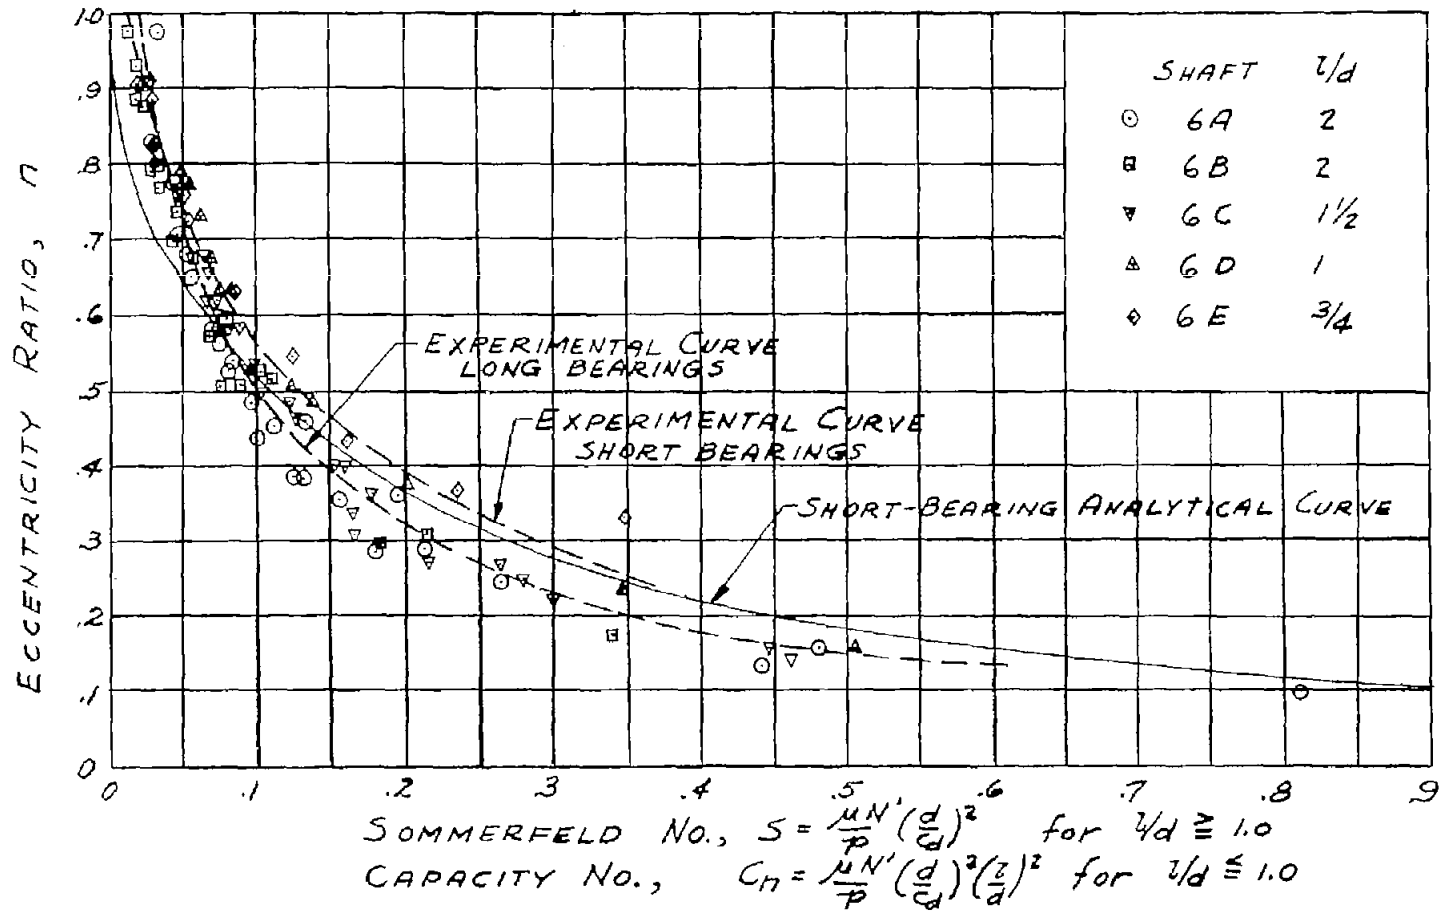 ECCENTRICITY RATIO, n
1.0
.9
.8
.7
.6
.5
.4
.3
.2
.1
0
SHAFT l/d
6A 2
6B 2
6C 1½
6D 1
6E ¾
EXPERIMENTAL CURVE
LONG BEARINGS
EXPERIMENTAL CURVE
SHORT BEARINGS
SHORT-BEARING ANALYTICAL CURVE
0 .1 .2 .3 .4 .5 .6 .7 .8 .9
SOMMERFELD NO., S = μN'/p (d/cd)² for l/d ≧ 1.0
CAPACITY NO., Cn = μN'/p (d/cd)² (l/d)² for l/d ≦ 1.0